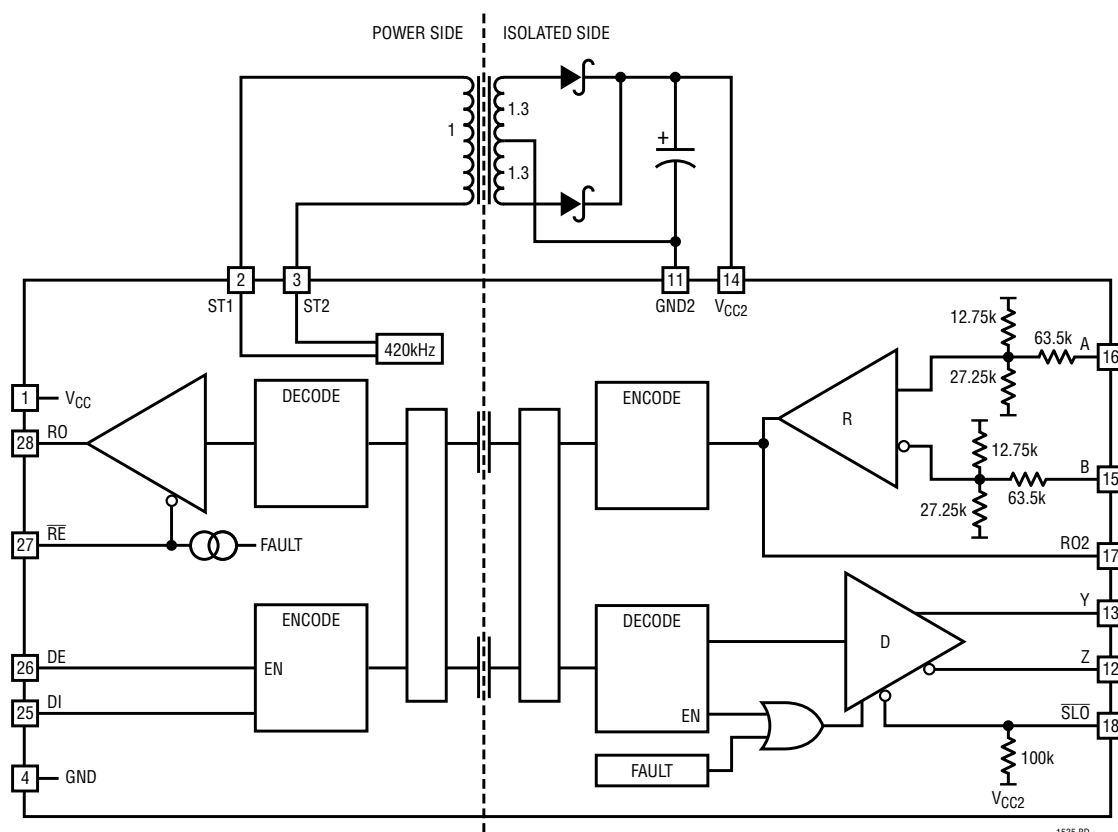 POWER SIDE
ISOLATED SIDE
1
1.3
1.3
+
2
3
11
14
ST1
ST2
GND2
VCC2
420kHz
12.75k
63.5k
A
16
27.25k
1
VCC
DECODE
ENCODE
R
28
RO
12.75k
B
15
27.25k
63.5k
27
RE
FAULT
RO2
17
ENCODE
DECODE
Y
13
D
26
DE
EN
Z
12
25
DI
EN
SLO
18
FAULT
100k
4
GND
VCC2
1535 BD